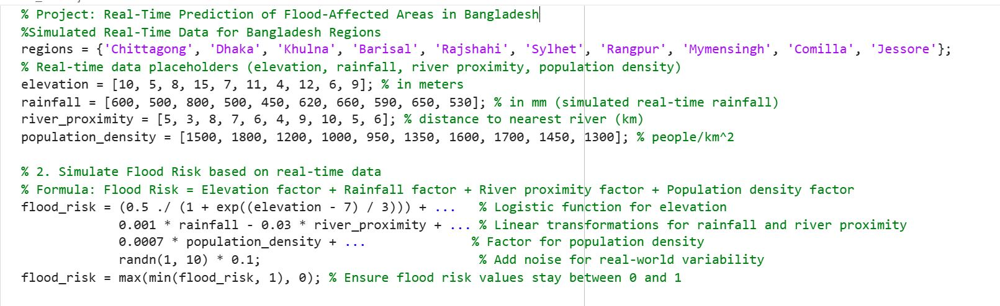 % Project: Real-Time Prediction of Flood-Affected Areas in Bangladesh
%Simulated Real-Time Data for Bangladesh Regions
regions = {'Chittagong', 'Dhaka', 'Khulna', 'Barisal', 'Rajshahi', 'Sylhet', 'Rangpur', 'Mymensingh', 'Comilla', 'Jessore'};
% Real-time data placeholders (elevation, rainfall, river proximity, population density)
elevation = [10, 5, 8, 15, 7, 11, 4, 12, 6, 9]; % in meters
rainfall = [600, 500, 800, 500, 450, 620, 660, 590, 650, 530]; % in mm (simulated real-time rainfall)
river_proximity = [5, 3, 8, 7, 6, 4, 9, 10, 5, 6]; % distance to nearest river (km)
population_density = [1500, 1800, 1200, 1000, 950, 1350, 1600, 1700, 1450, 1300]; % people/km^2
% 2. Simulate Flood Risk based on real-time data
% Formula: Flood Risk = Elevation factor + Rainfall factor + River proximity factor + Population density factor
flood_risk = (0.5 ./ (1 + exp((elevation - 7) / 3))) + ... % Logistic function for elevation
0.001 * rainfall - 0.03 * river_proximity + ... % Linear transformations for rainfall and river proximity
0.0007 * population_density + ... % Factor for population density
randn(1, 10) * 0.1; % Add noise for real-world variability
flood_risk = max(min(flood_risk, 1), 0); % Ensure flood risk values stay between 0 and 1